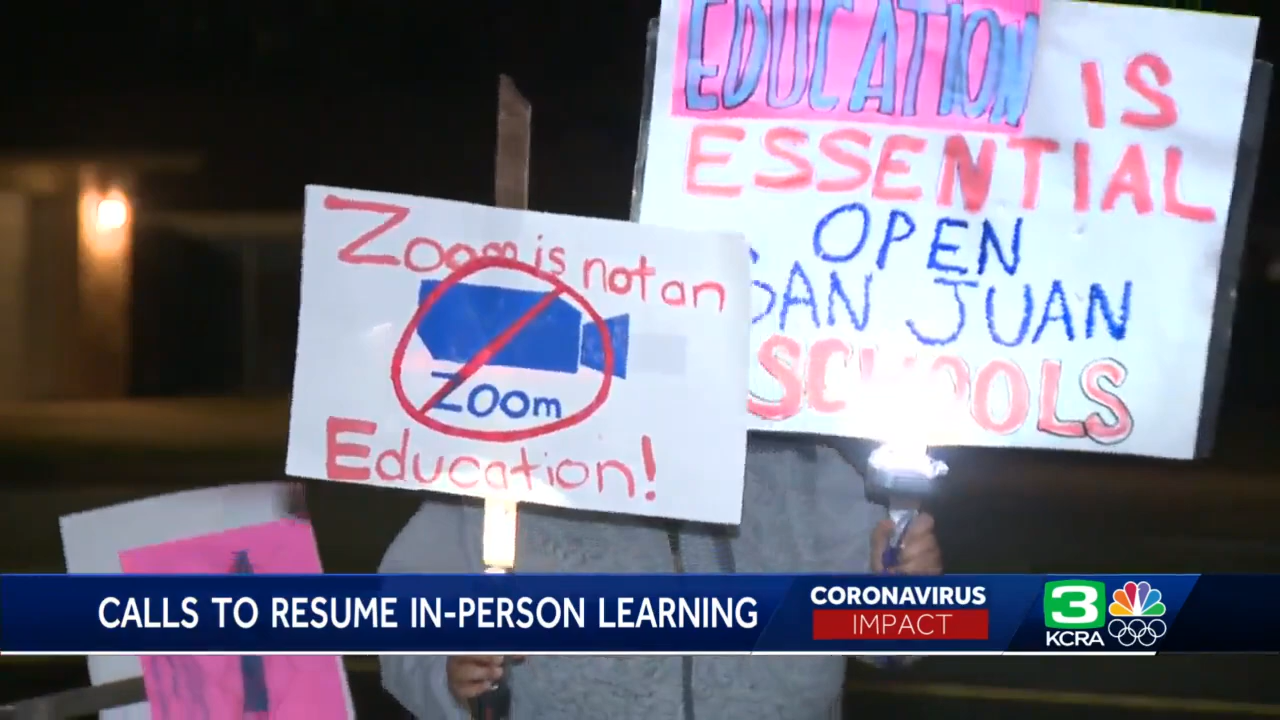 EDUCATION IS
ESSENTIAL
OPEN
SAN JUAN
SCHOOLS
Zoom is not an
zoom
Education!
CALLS TO RESUME IN-PERSON LEARNING
CORONAVIRUS
IMPACT
3
KCRA